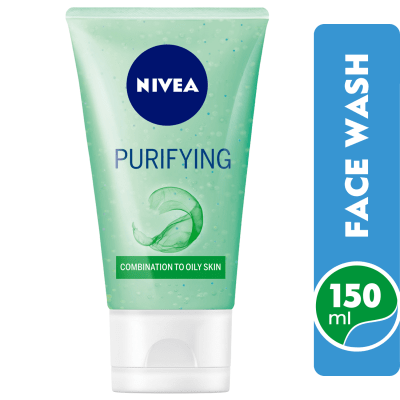 NIVEA
PURIFYING
COMBINATION TO OILY SKIN
FACE WASH
150
ml